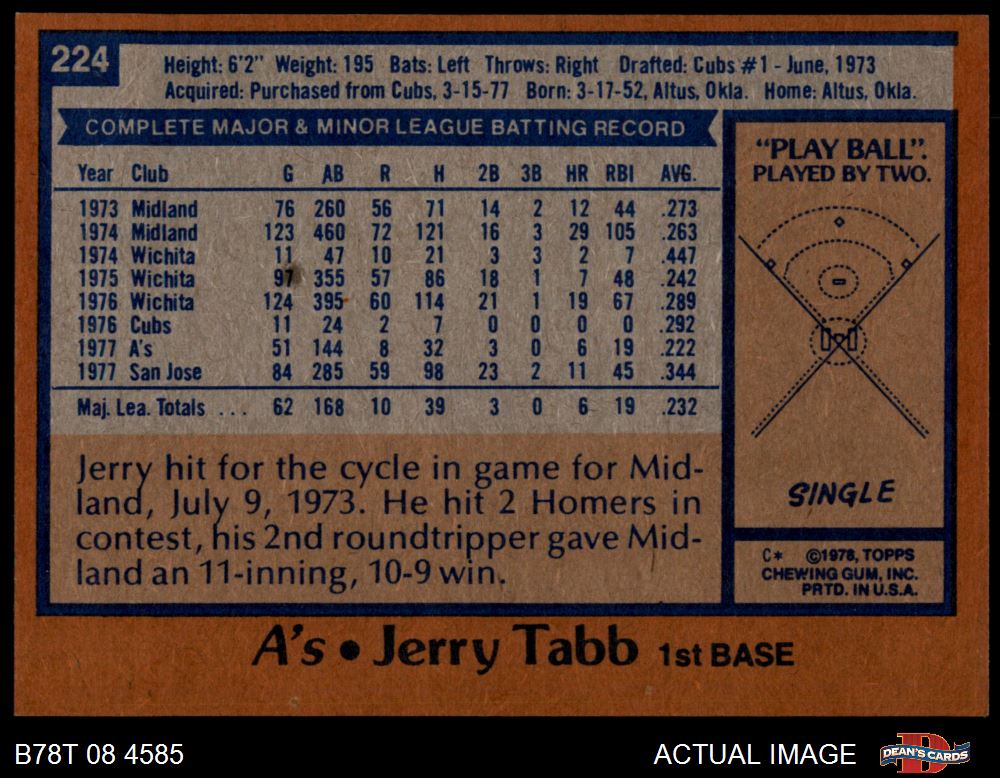 224
Height: 6'2" Weight: 195 Bats: Left Throws: Right Drafted: Cubs #1 - June, 1973
Acquired: Purchased from Cubs, 3-15-77 Born: 3-17-52, Altus, Okla. Home: Altus, Okla.
COMPLETE MAJOR & MINOR LEAGUE BATTING RECORD
Year Club G AB R H 2B 3B HR RBI AVG.
1973 Midland 76 260 56 71 14 2 12 44 .273
1974 Midland 123 460 72 121 16 3 29 105 .263
1974 Wichita 11 47 10 21 3 3 2 7 .447
1975 Wichita 97 355 57 86 18 1 7 48 .242
1976 Wichita 124 395 60 114 21 1 19 67 .289
1976 Cubs 11 24 2 7 0 0 0 0 .292
1977 A's 51 144 8 32 3 0 6 19 .222
1977 San Jose 84 285 59 98 23 2 11 45 .344
Maj. Lea. Totals ... 62 168 10 39 3 0 6 19 .232
Jerry hit for the cycle in game for Mid-
land, July 9, 1973. He hit 2 Homers in
contest, his 2nd roundtripper gave Mid-
land an 11-inning, 10-9 win.
"PLAY BALL".
PLAYED BY TWO.
SINGLE
C* ©1978, TOPPS
CHEWING GUM, INC.
PRTD. IN U.S.A.
A's • Jerry Tabb 1st BASE
B78T 08 4585
ACTUAL IMAGE
DEAN'S CARDS